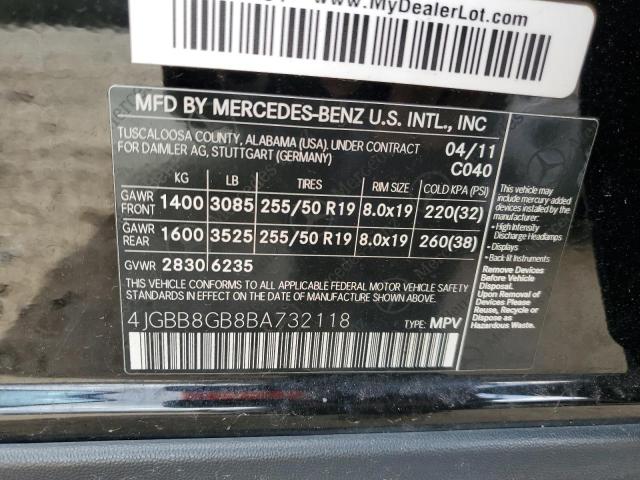 www.MyDealerLot.com
MFD BY MERCEDES-BENZ U.S. INTL., INC
TUSCALOOSA COUNTY, ALABAMA (USA). UNDER CONTRACT
FOR DAIMLER AG, STUTTGART (GERMANY)
04/11
C040
KG LB TIRES RIM SIZE COLD KPA (PSI)
GAWR FRONT 1400 3085 255/50 R19 8.0x19 220(32)
GAWR REAR 1600 3525 255/50 R19 8.0x19 260(38)
GVWR 2830 6235
THIS VEHICLE CONFORMS TO ALL APPLICABLE FEDERAL MOTOR
VEHICLE SAFETY STANDARDS IN EFFECT ON THE DATE OF
MANUFACTURE SHOWN ABOVE.
4JGBB8GB8BA732118
TYPE: MPV
This vehicle may
include mercury-added
devices installed by the
manufacturer:
• High Intensity
Discharge Headlamps
• Displays
• Back-lit Instruments
Remove Devices
Before Vehicle
Disposal.
Upon Removal of
Devices Please
Reuse, Recycle or
Dispose as
Hazardous Waste.